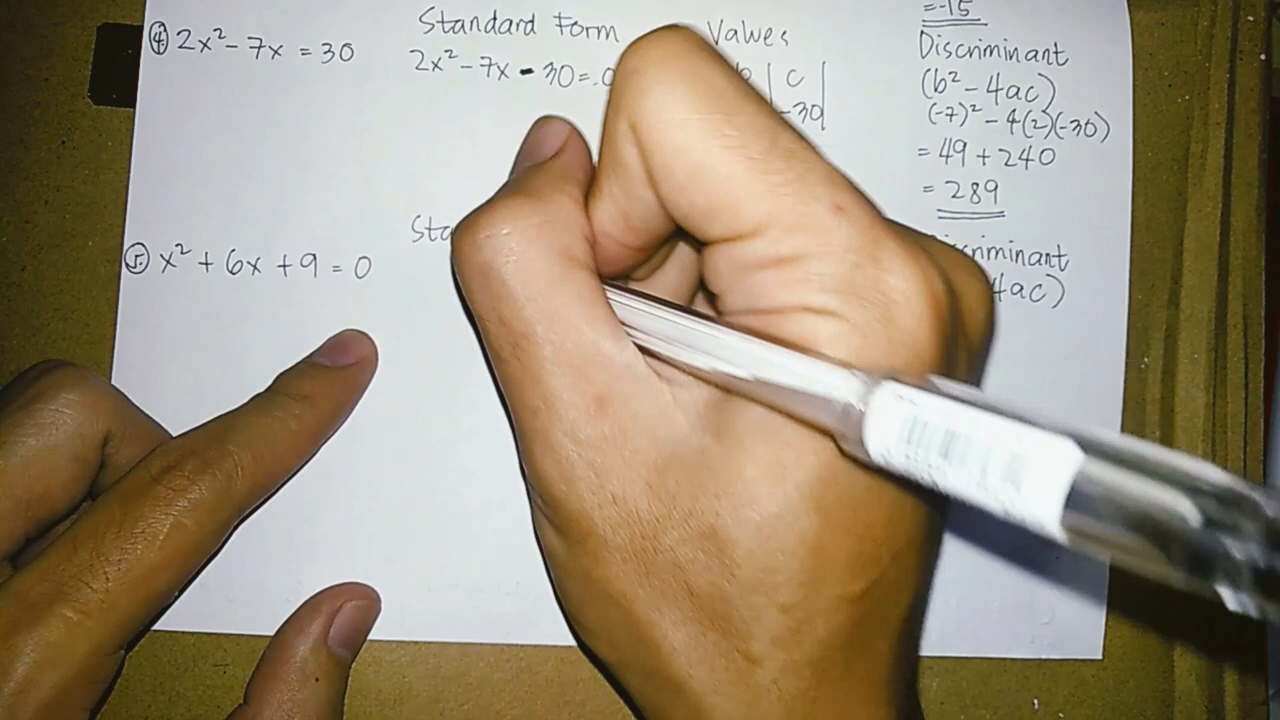 =-15
④ 2x² - 7x = 30
Standard Form
2x² - 7x - 30 = 0
Values
c
-30
Discriminant
(b² - 4ac)
(-7)² - 4(2)(-30)
= 49 + 240
= 289
⑤ x² + 6x + 9 = 0